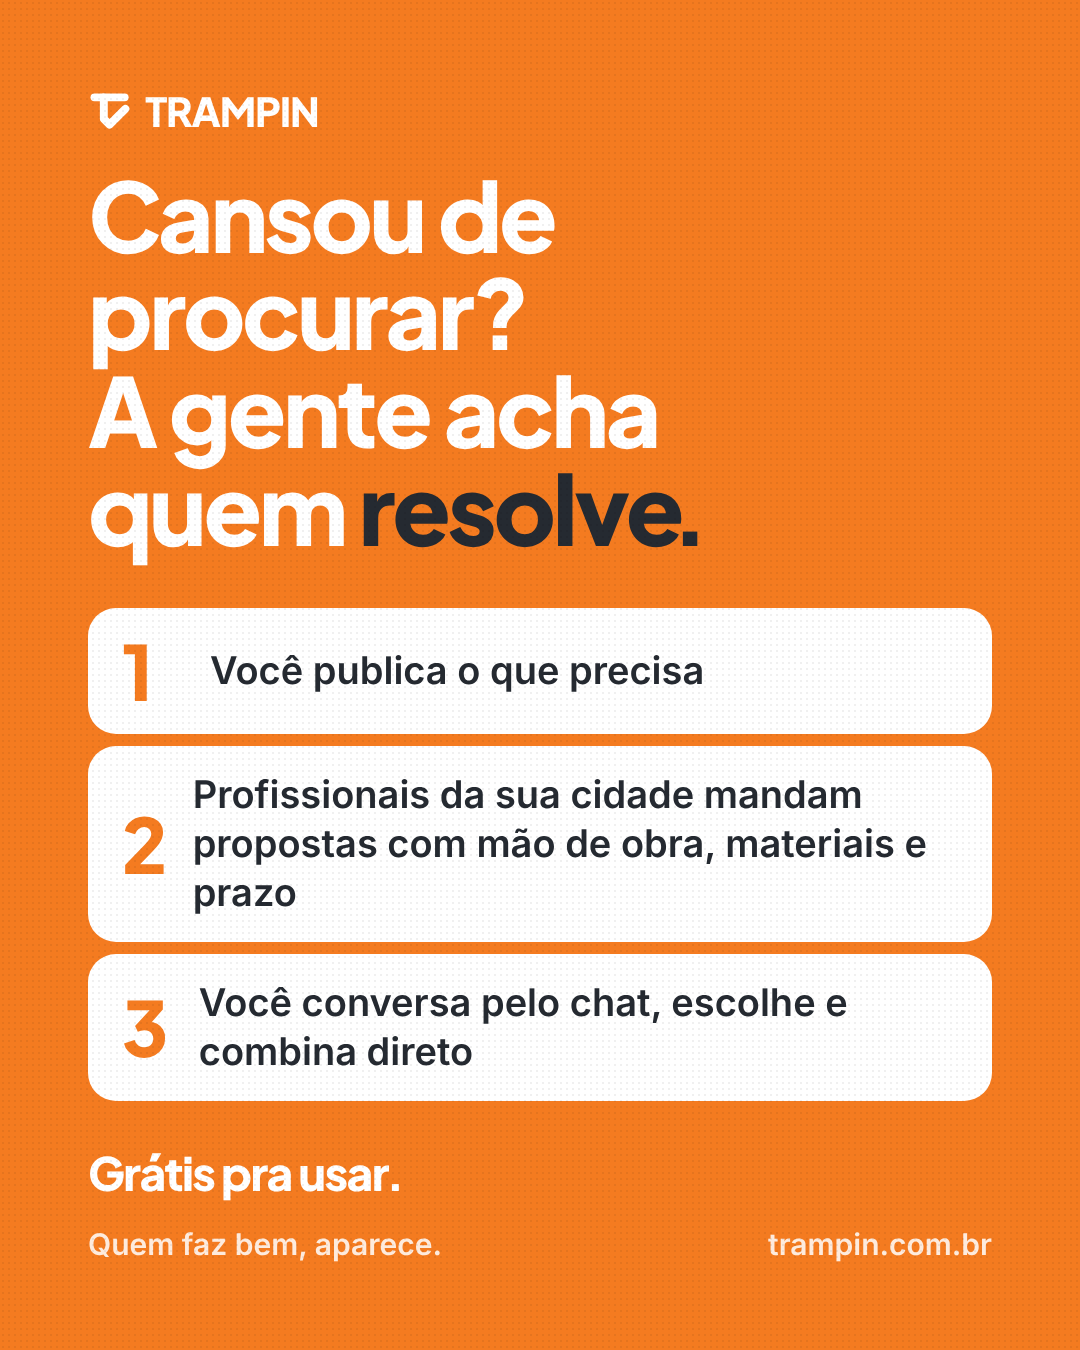 TRAMPIN
Cansou de
procurar?
A gente acha
quem resolve.
1 Você publica o que precisa
2 Profissionais da sua cidade mandam
propostas com mão de obra, materiais e
prazo
3 Você conversa pelo chat, escolhe e
combina direto
Grátis pra usar.
Quem faz bem, aparece.
trampin.com.br